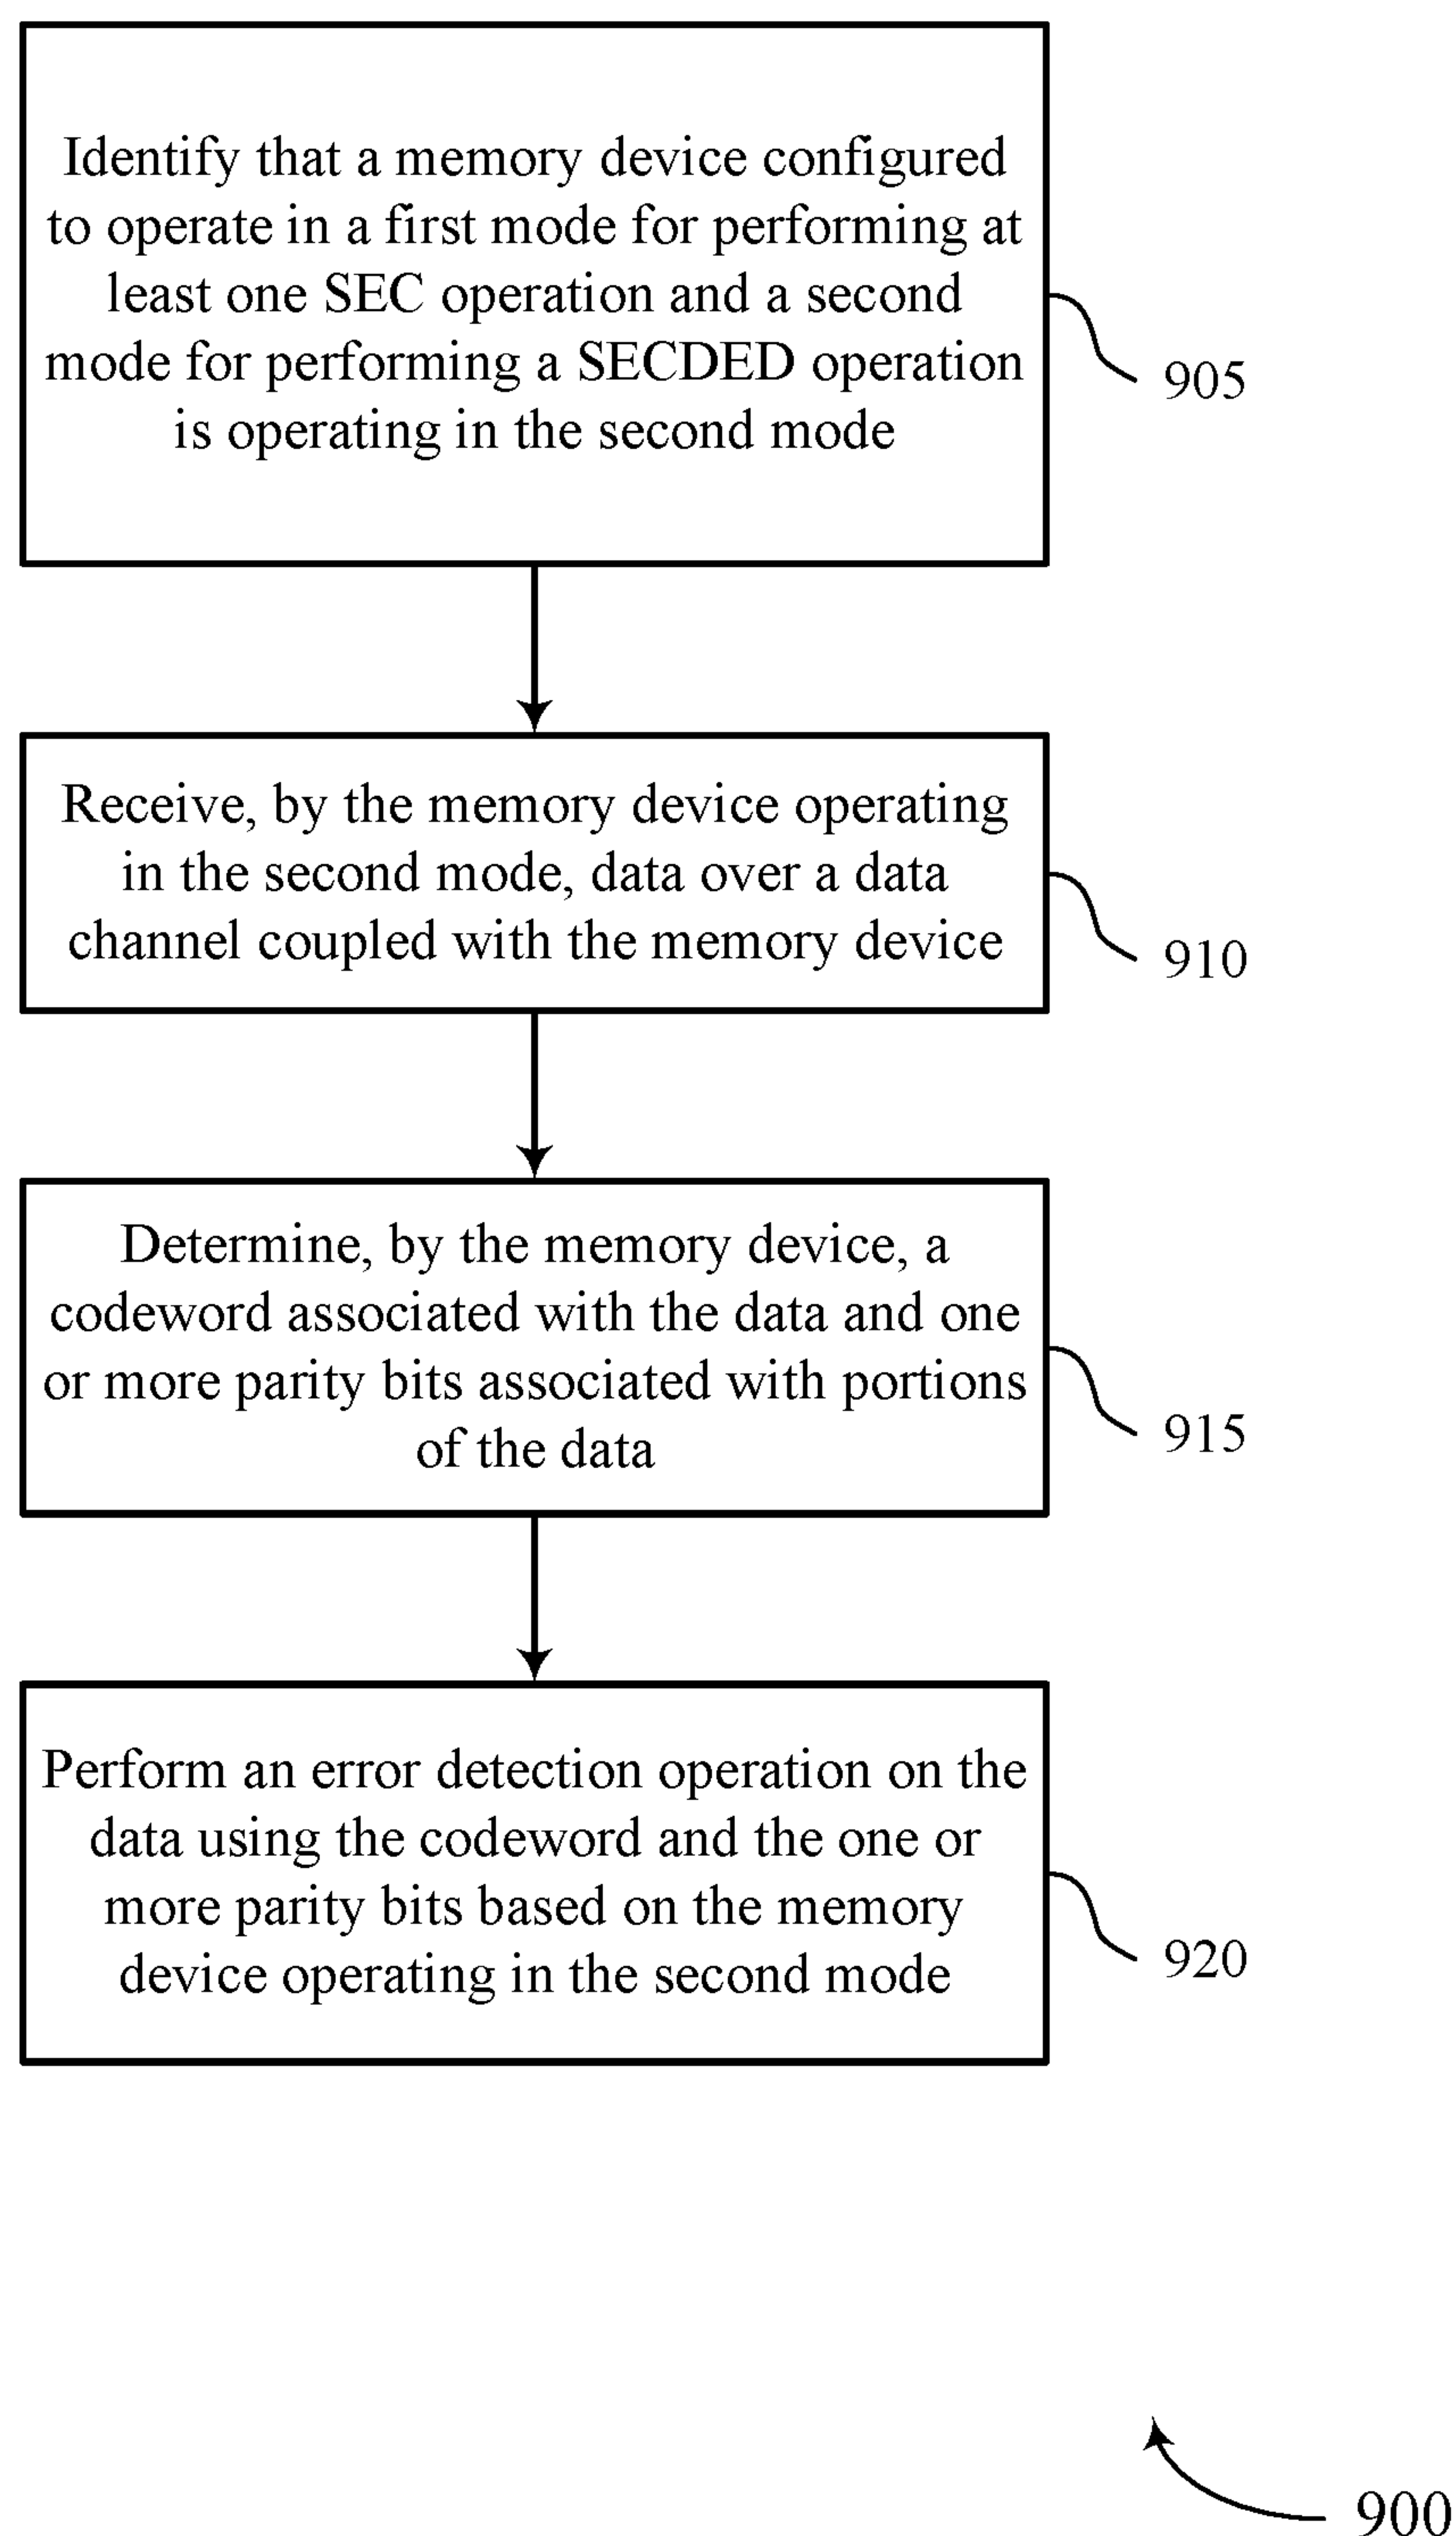 Identify that a memory device configured
to operate in a first mode for performing at
least one SEC operation and a second
mode for performing a SECDED operation
is operating in the second mode
905
Receive, by the memory device operating
in the second mode, data over a data
channel coupled with the memory device
910
Determine, by the memory device, a
codeword associated with the data and one
or more parity bits associated with portions
of the data
915
Perform an error detection operation on the
data using the codeword and the one or
more parity bits based on the memory
device operating in the second mode
920
900